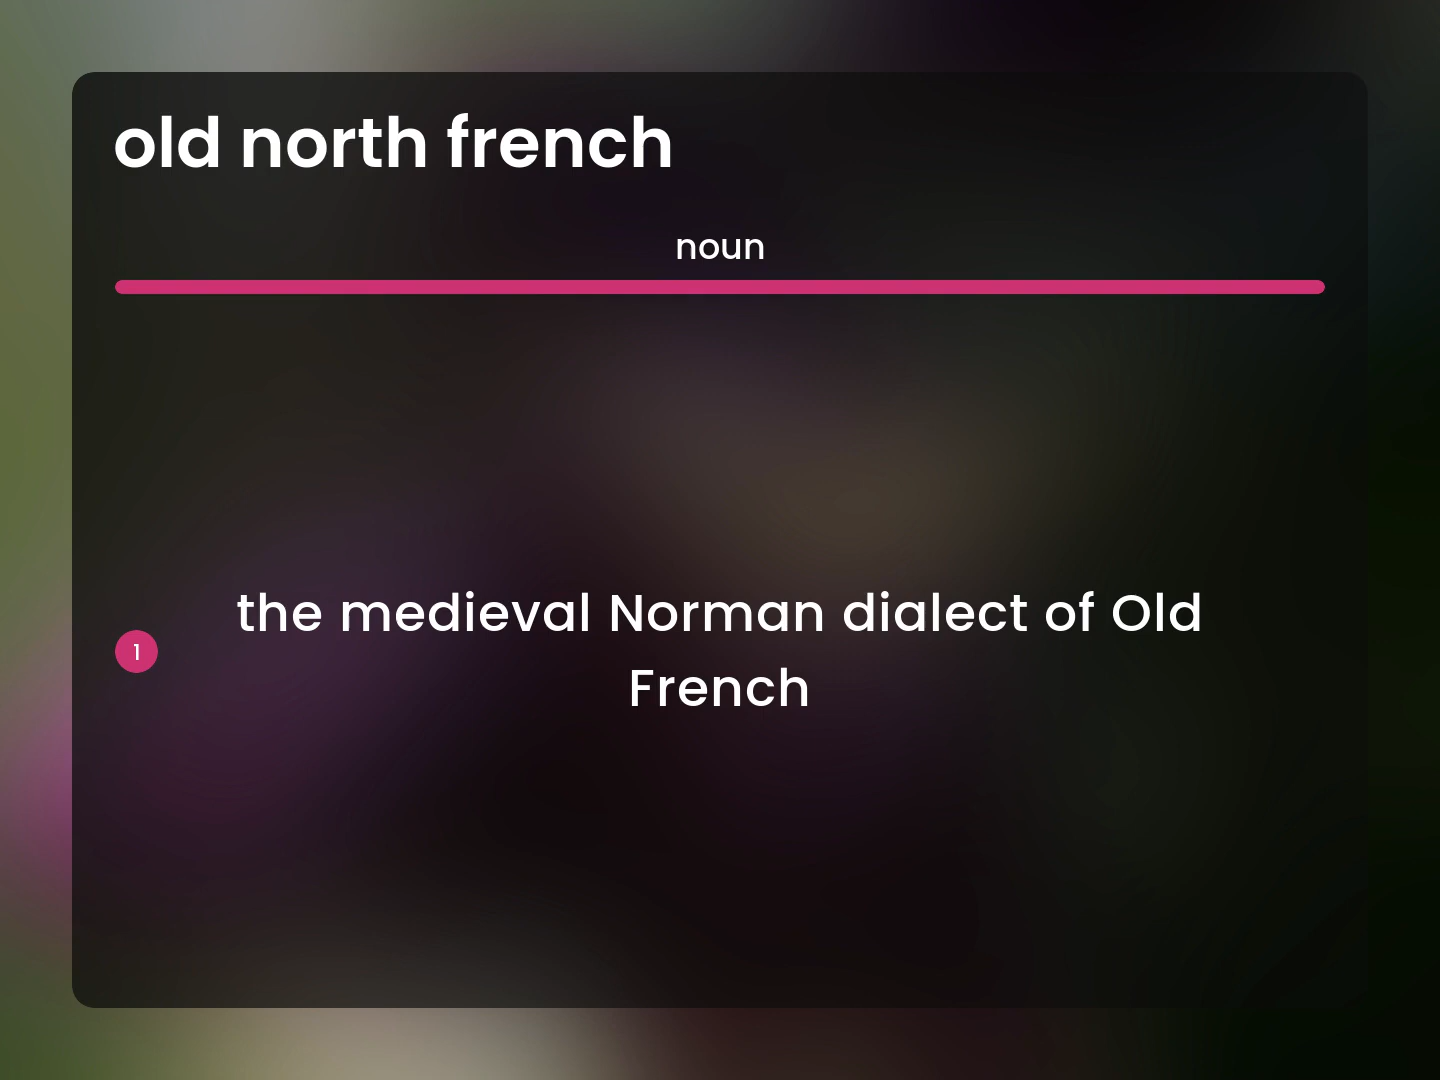 old north french
noun
1
the medieval Norman dialect of Old
French